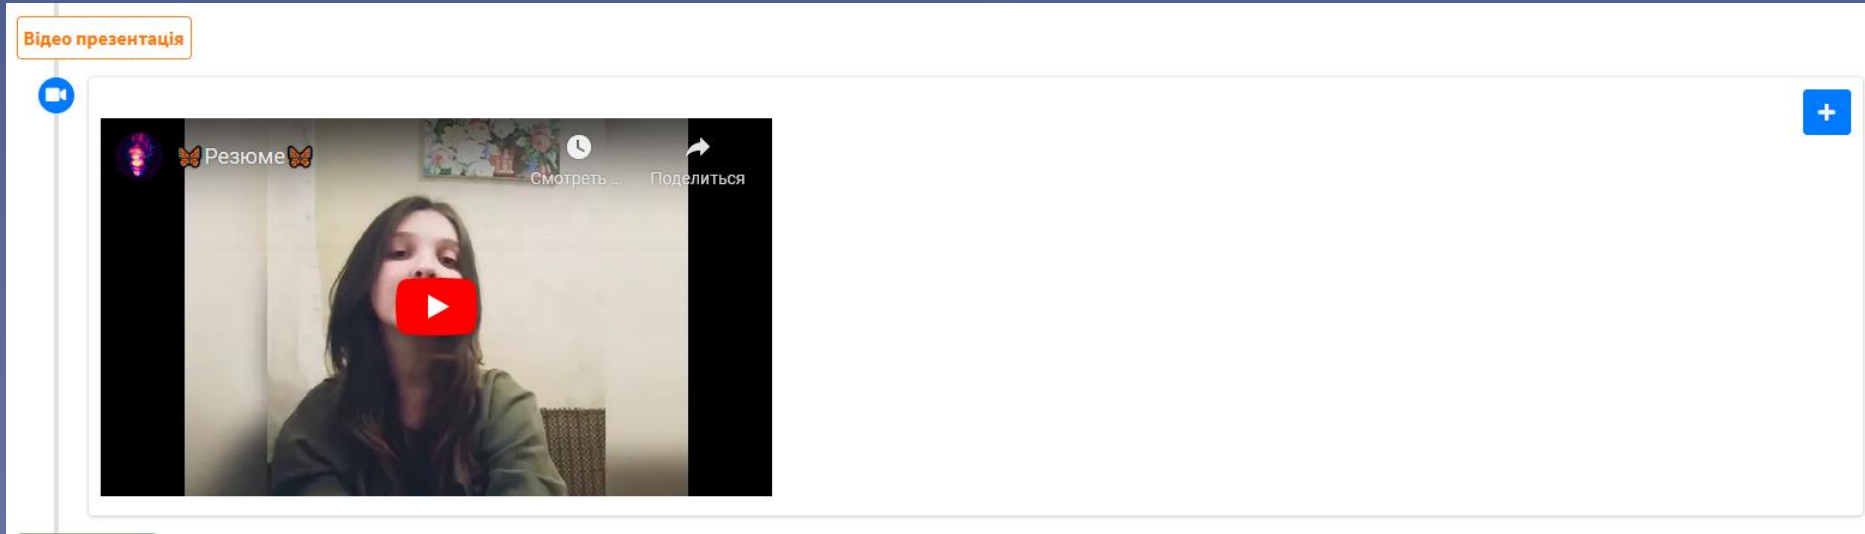 Відео презентація
🦋Резюме🦋
Смотреть ...
Поделиться